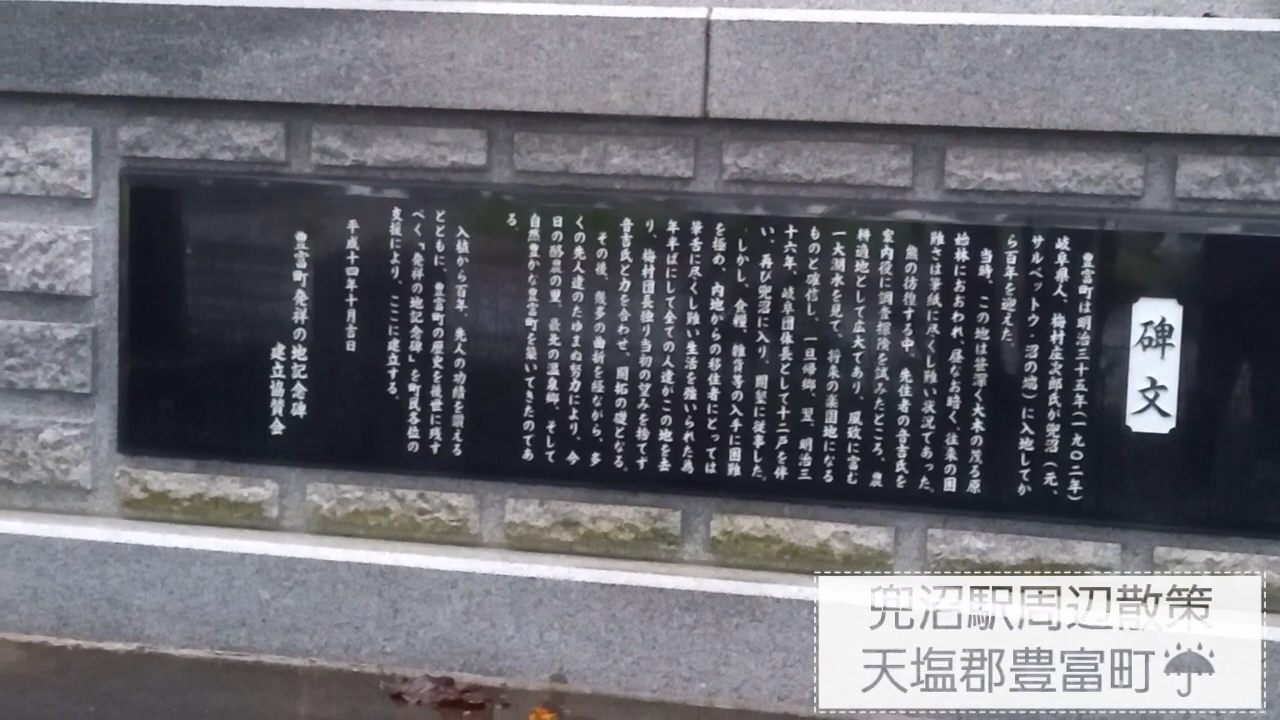 碑文
豊富町は明治三十五年(一九〇二年)
岐阜県人、梅村庄次郎氏が兜沼(元、
サルベットウ・沼の端)に入地してか
ら百年を迎えた。
当時、この地は笹深く大木の茂る原
始林におおわれ、昼なお暗く、往来の困
難さは筆紙に尽くし難い状況であった。
熊の彷徨する中、先住者の音吉氏を
案内役に調査探険を試みたところ、農
耕適地として広大であり、風致に富む
一大湖水を見て、将来の楽園地になる
ものと確信し、一旦帰郷、翌、明治三
十六年、岐阜団体長として十二戸を伴
い、再び兜沼に入り、開墾に従事した。
しかし、食糧、雑貨等の入手に困難
を極め、内地からの移住者にとっては
筆舌に尽くし難い生活を強いられた為
年半ばにして全ての人達がこの地を去
り、梅村団長独り当初の望みを捨てず
音吉氏と力を合わせ、開拓の礎となる。
その後、幾多の曲折を経ながら、多
くの先人達のたゆまぬ努力により、今
日の酪農の里、最北の温泉郷、そして
自然豊かな豊富町を築いてきたのであ
る。
入植から百年、先人の功績を讃える
とともに、豊富町の歴史を後世に残す
べく「発祥の地記念碑」を町民各位の
支援により、ここに建立する。
平成十四年十月吉日
豊富町発祥の地記念碑
建立協賛会
兜沼駅周辺散策
天塩郡豊富町☂